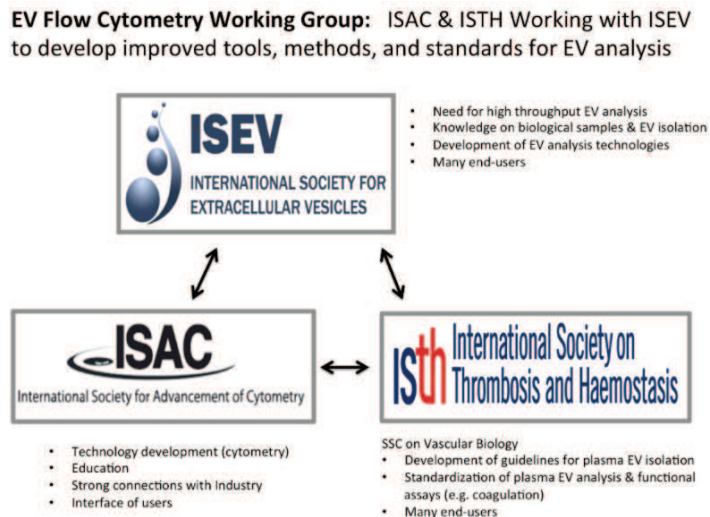 EV Flow Cytometry Working Group: ISAC & ISTH Working with ISEV
to develop improved tools, methods, and standards for EV analysis
ISEV
INTERNATIONAL SOCIETY FOR
EXTRACELLULAR VESICLES
• Need for high throughput EV analysis
• Knowledge on biological samples & EV isolation
• Development of EV analysis technologies
• Many end-users
ISAC
International Society for Advancement of Cytometry
• Technology development (cytometry)
• Education
• Strong connections with Industry
• Interface of users
ISth
International Society on
Thrombosis and Haemostasis
SSC on Vascular Biology
• Development of guidelines for plasma EV isolation
• Standardization of plasma EV analysis & functional
assays (e.g. coagulation)
• Many end-users